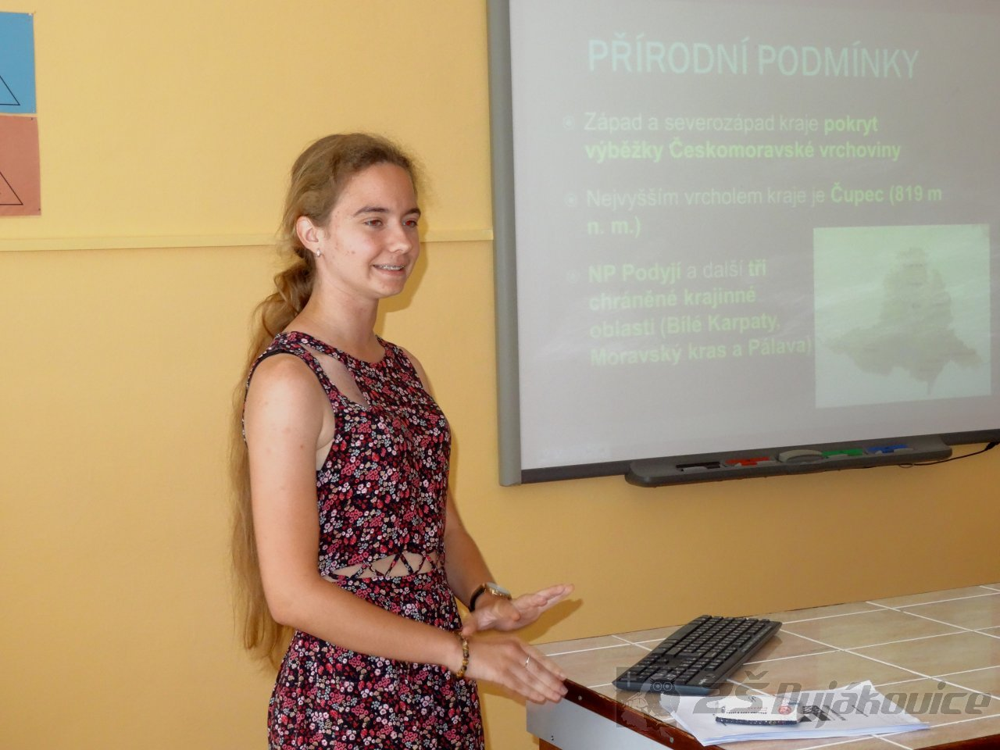 PŘÍRODNÍ PODMÍNKY
Západ a severozápad kraje pokryt
výběžky Českomoravské vrchoviny
Nejvyšším vrcholem kraje je Čupec (819 m
n. m.)
NP Podyjí a další tři
chráněné krajinné
oblasti (Bílé Karpaty,
Moravský kras a Pálava)
ZŠ Dyjákovice